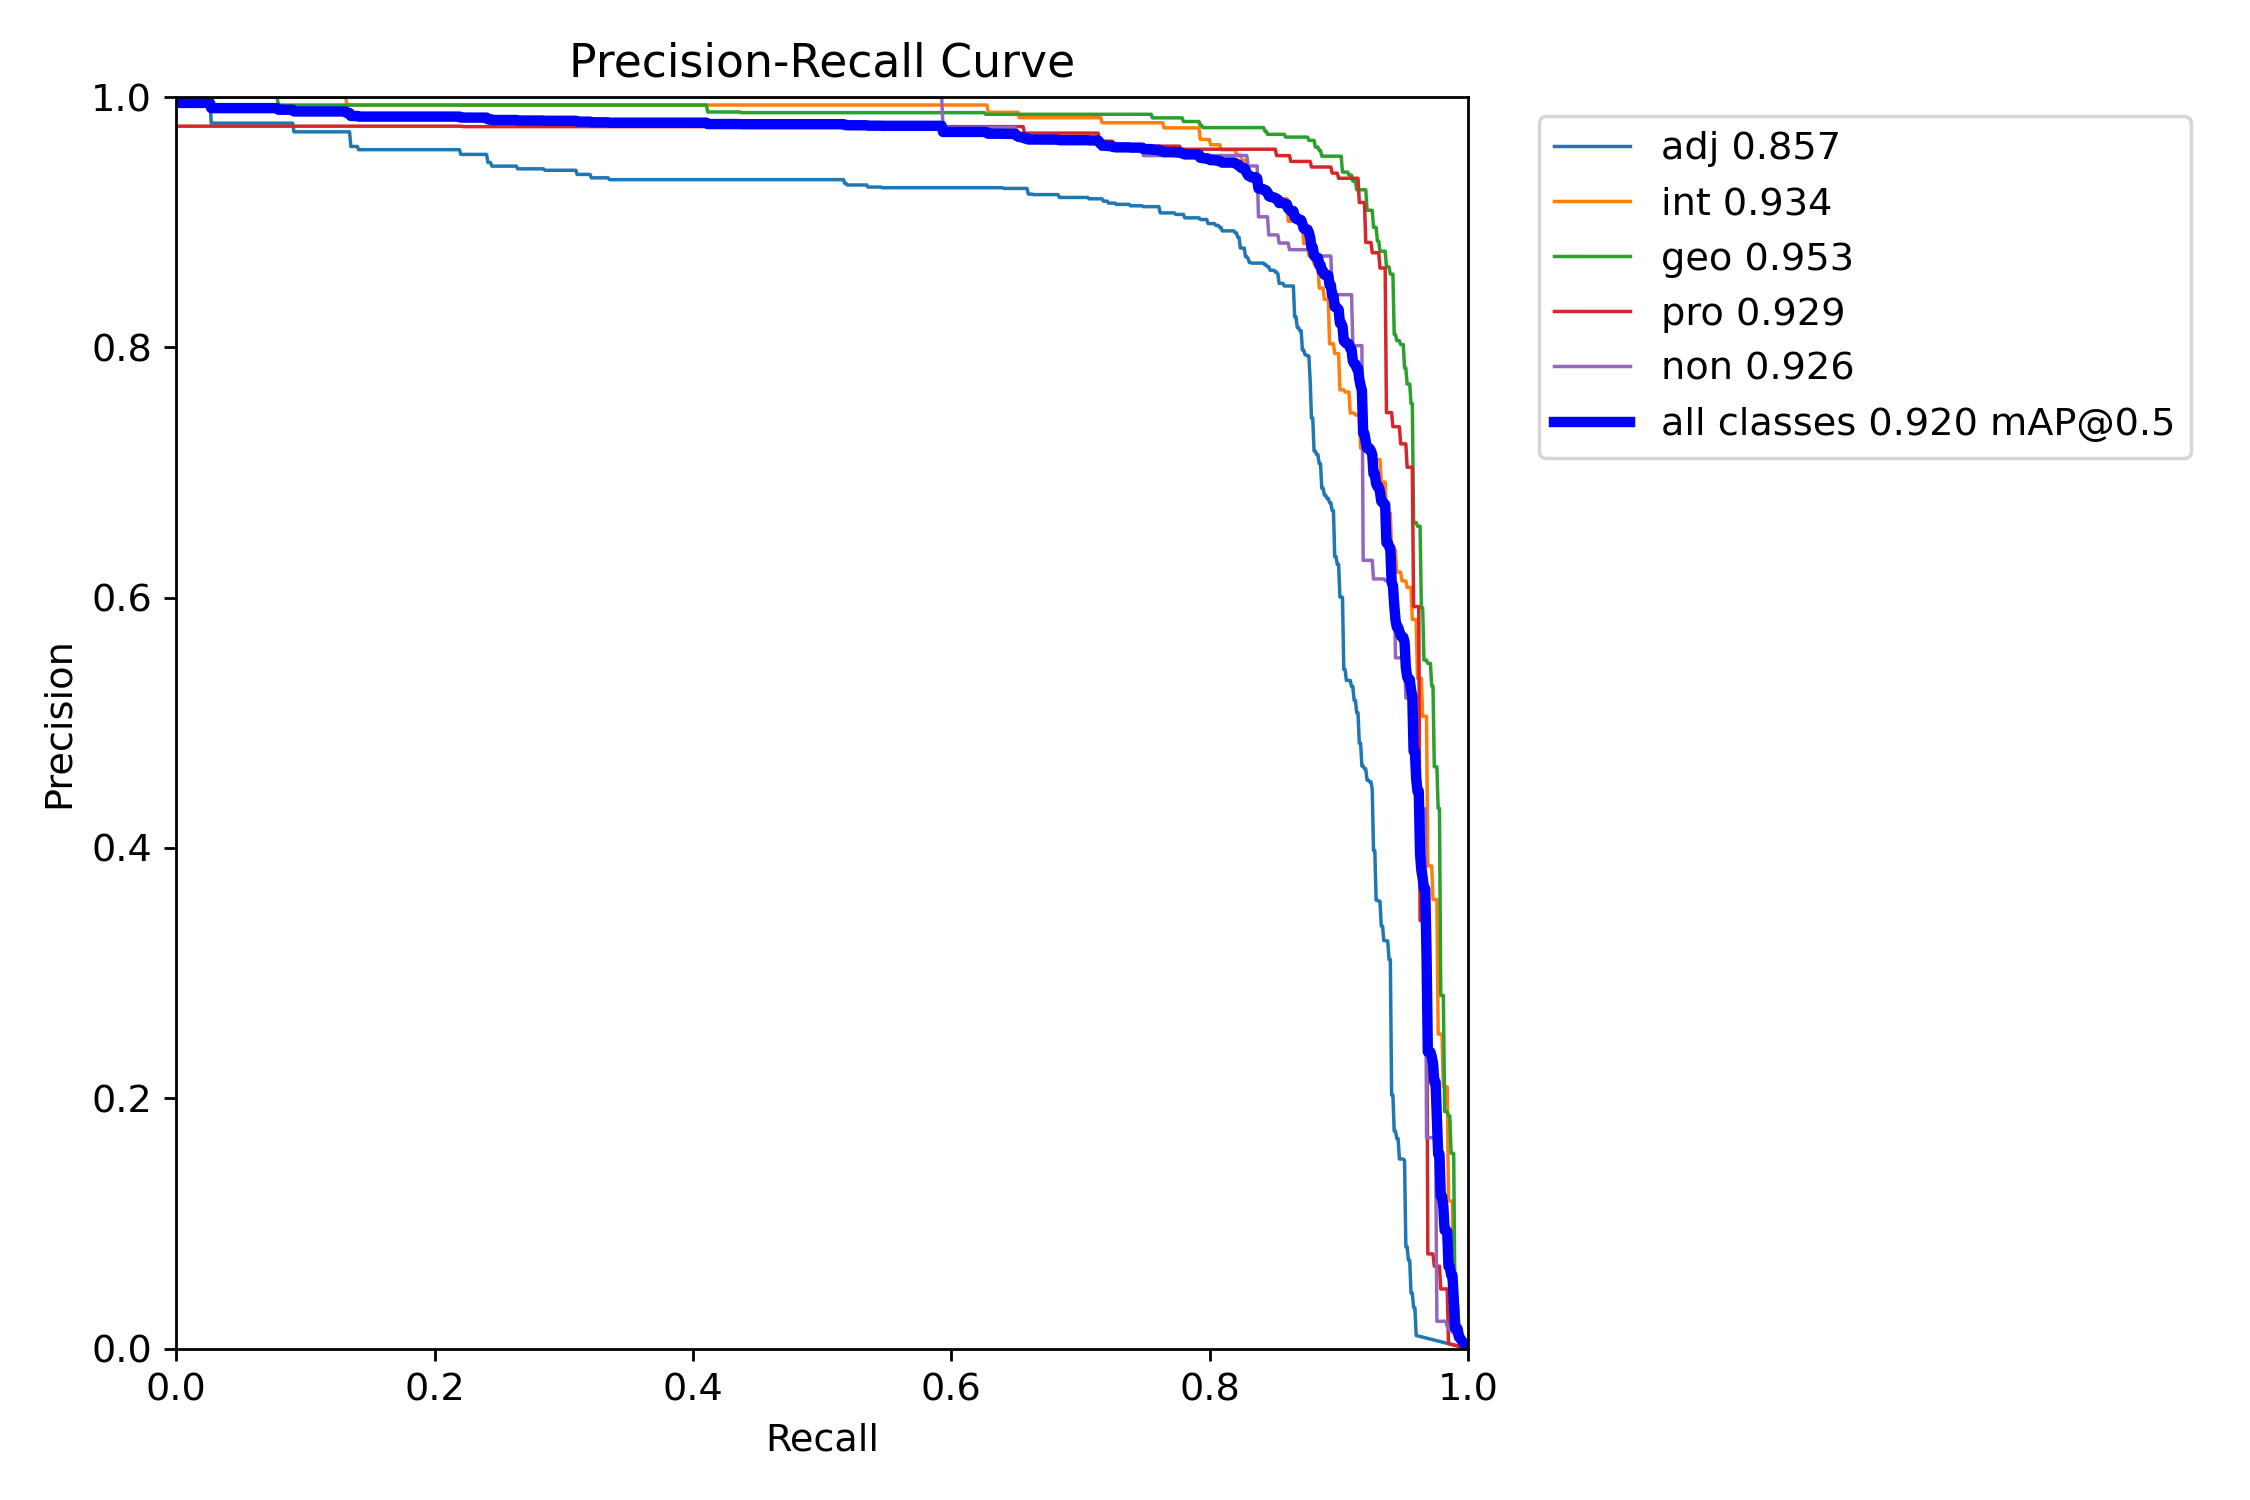 Precision-Recall Curve
1.0
0.8
0.6
0.4
0.2
0.0
Precision
0.0 0.2 0.4 0.6 0.8 1.0
Recall
adj 0.857
int 0.934
geo 0.953
pro 0.929
non 0.926
all classes 0.920 mAP@0.5